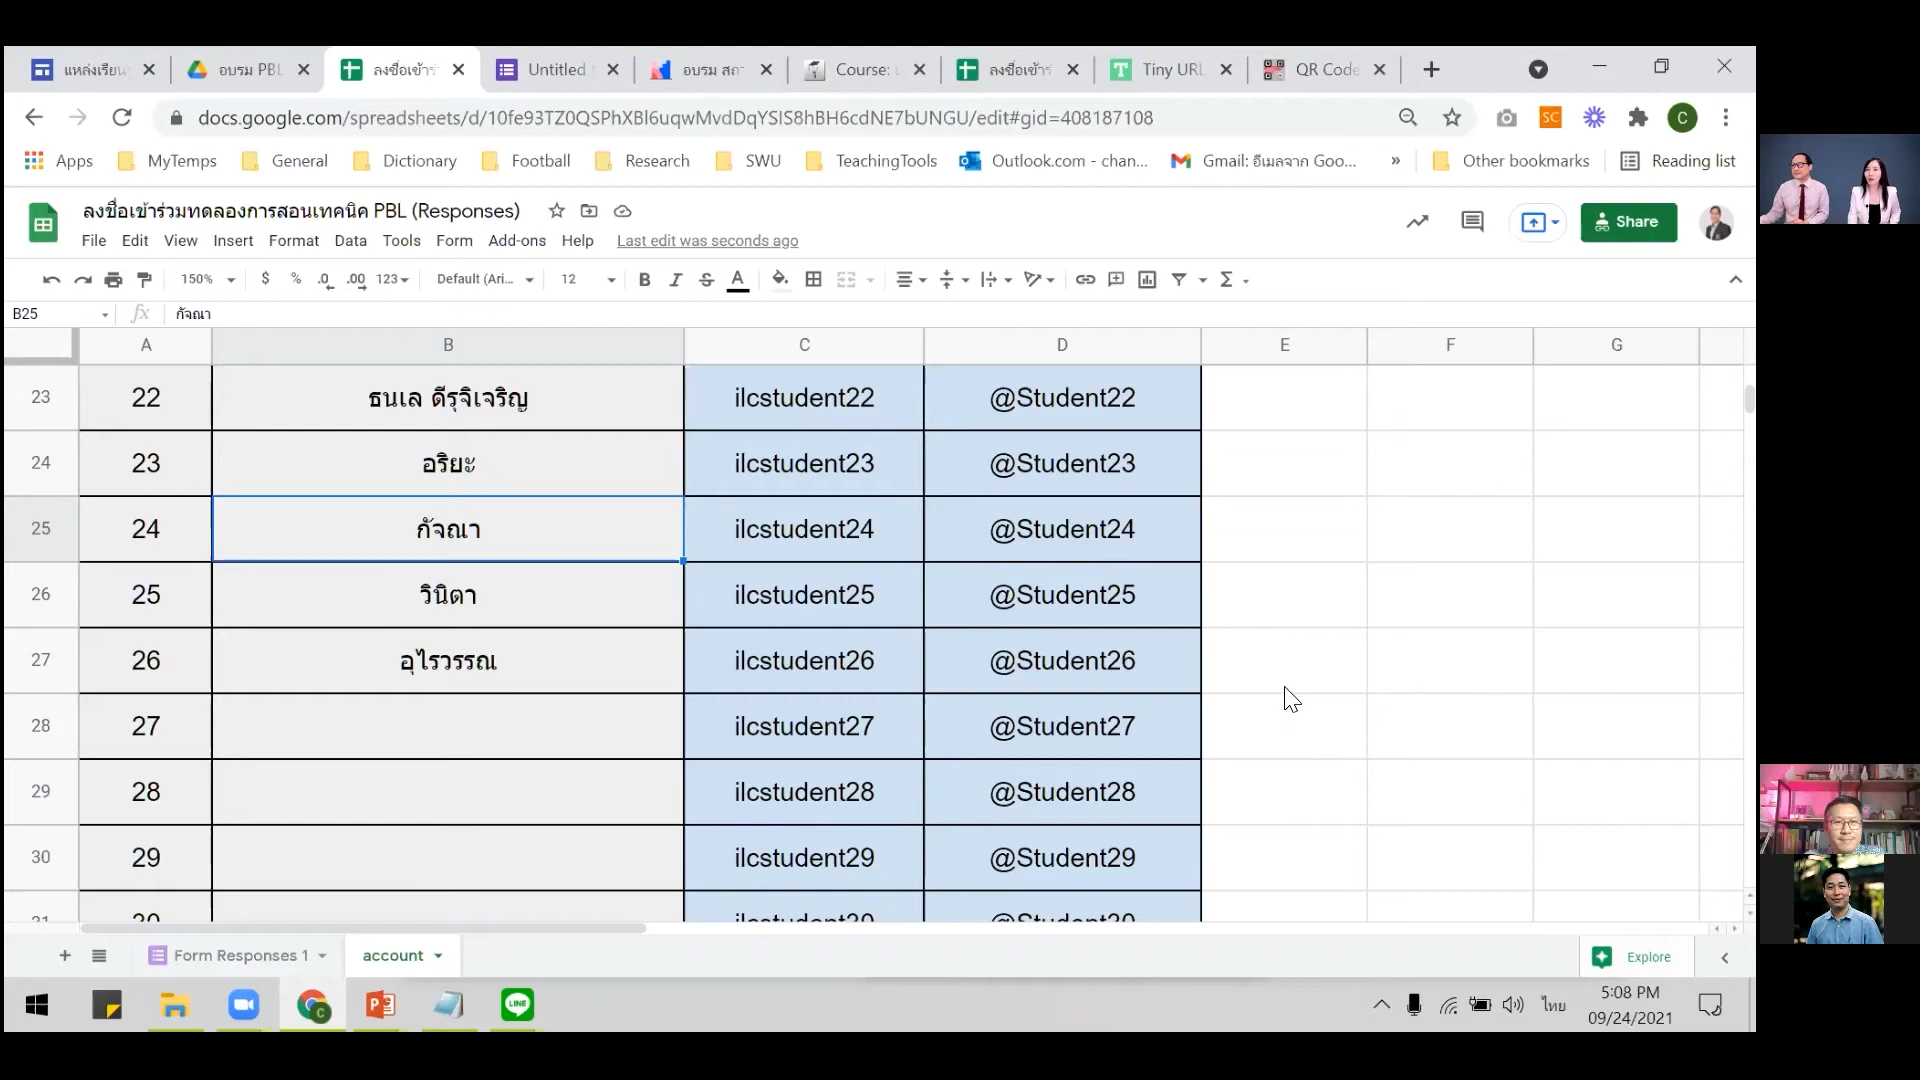 แหล่งเรียน
อบรม PBL
ลงชื่อเข้าร
Untitled
อบรม สถา
Course:
ลงชื่อเข้าร
Tiny URL
QR Code
docs.google.com/spreadsheets/d/10fe93TZ0QSPhXBl6uqwMvdDqYSIS8hBH6cdNE7bUNGU/edit#gid=408187108
SC
C
Apps
MyTemps
General
Dictionary
Football
Research
SWU
TeachingTools
Outlook.com - chan...
Gmail: อีเมลจาก Goo...
»
Other bookmarks
Reading list
ลงชื่อเข้าร่วมทดลองการสอนเทคนิค PBL (Responses)
Share
File Edit View Insert Format Data Tools Form Add-ons Help Last edit was seconds ago
150% $ % .0 .00 123 Default (Ari... 12 B I S A Σ
B25 fx กัจณา
A B C D E F G
23 22 ธนเล ดีรุจิเจริญ ilcstudent22 @Student22
24 23 อริยะ ilcstudent23 @Student23
25 24 กัจณา ilcstudent24 @Student24
26 25 วินิตา ilcstudent25 @Student25
27 26 อุไรวรรณ ilcstudent26 @Student26
28 27 ilcstudent27 @Student27
29 28 ilcstudent28 @Student28
30 29 ilcstudent29 @Student29
31 30 ilcstudent30 @Student30
+ Form Responses 1 account Explore
LINE
ไทย
5:08 PM
09/24/2021